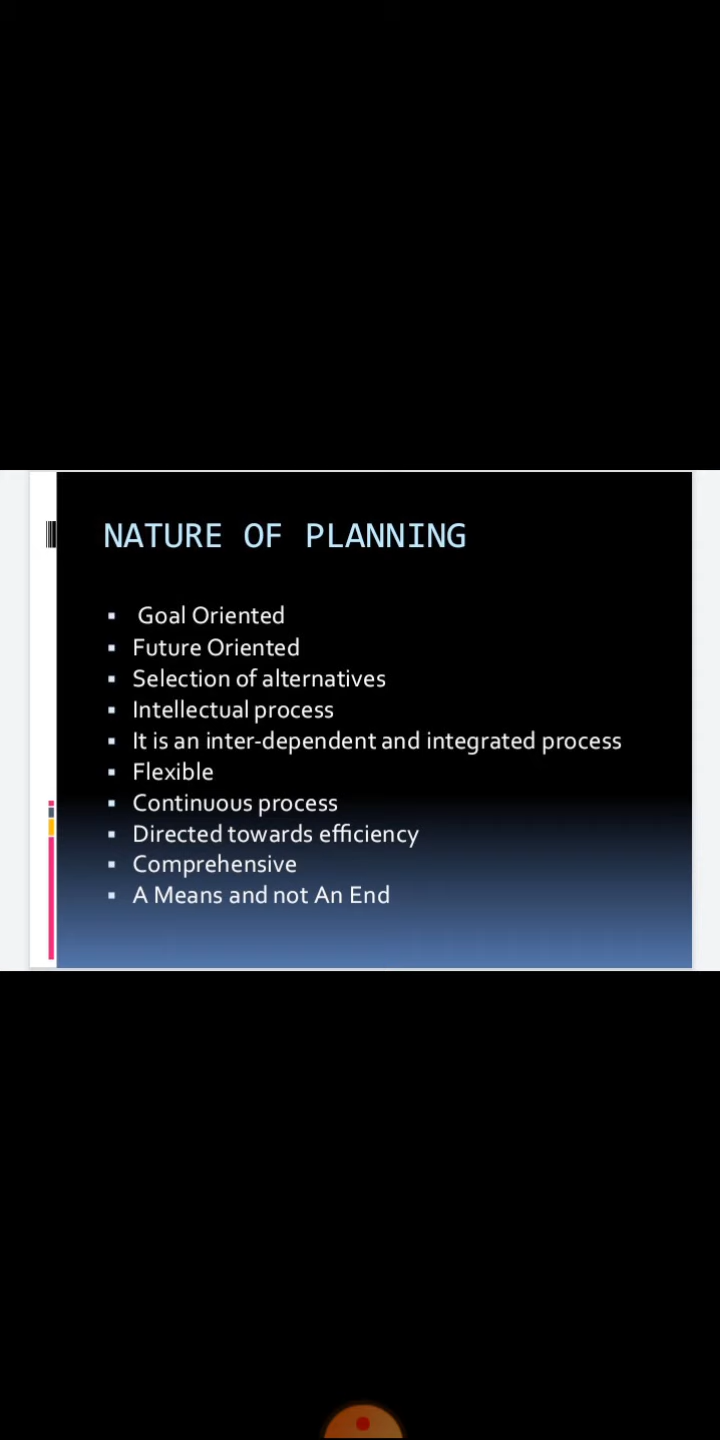 NATURE OF PLANNING
Goal Oriented
Future Oriented
Selection of alternatives
Intellectual process
It is an inter-dependent and integrated process
Flexible
Continuous process
Directed towards efficiency
Comprehensive
A Means and not An End